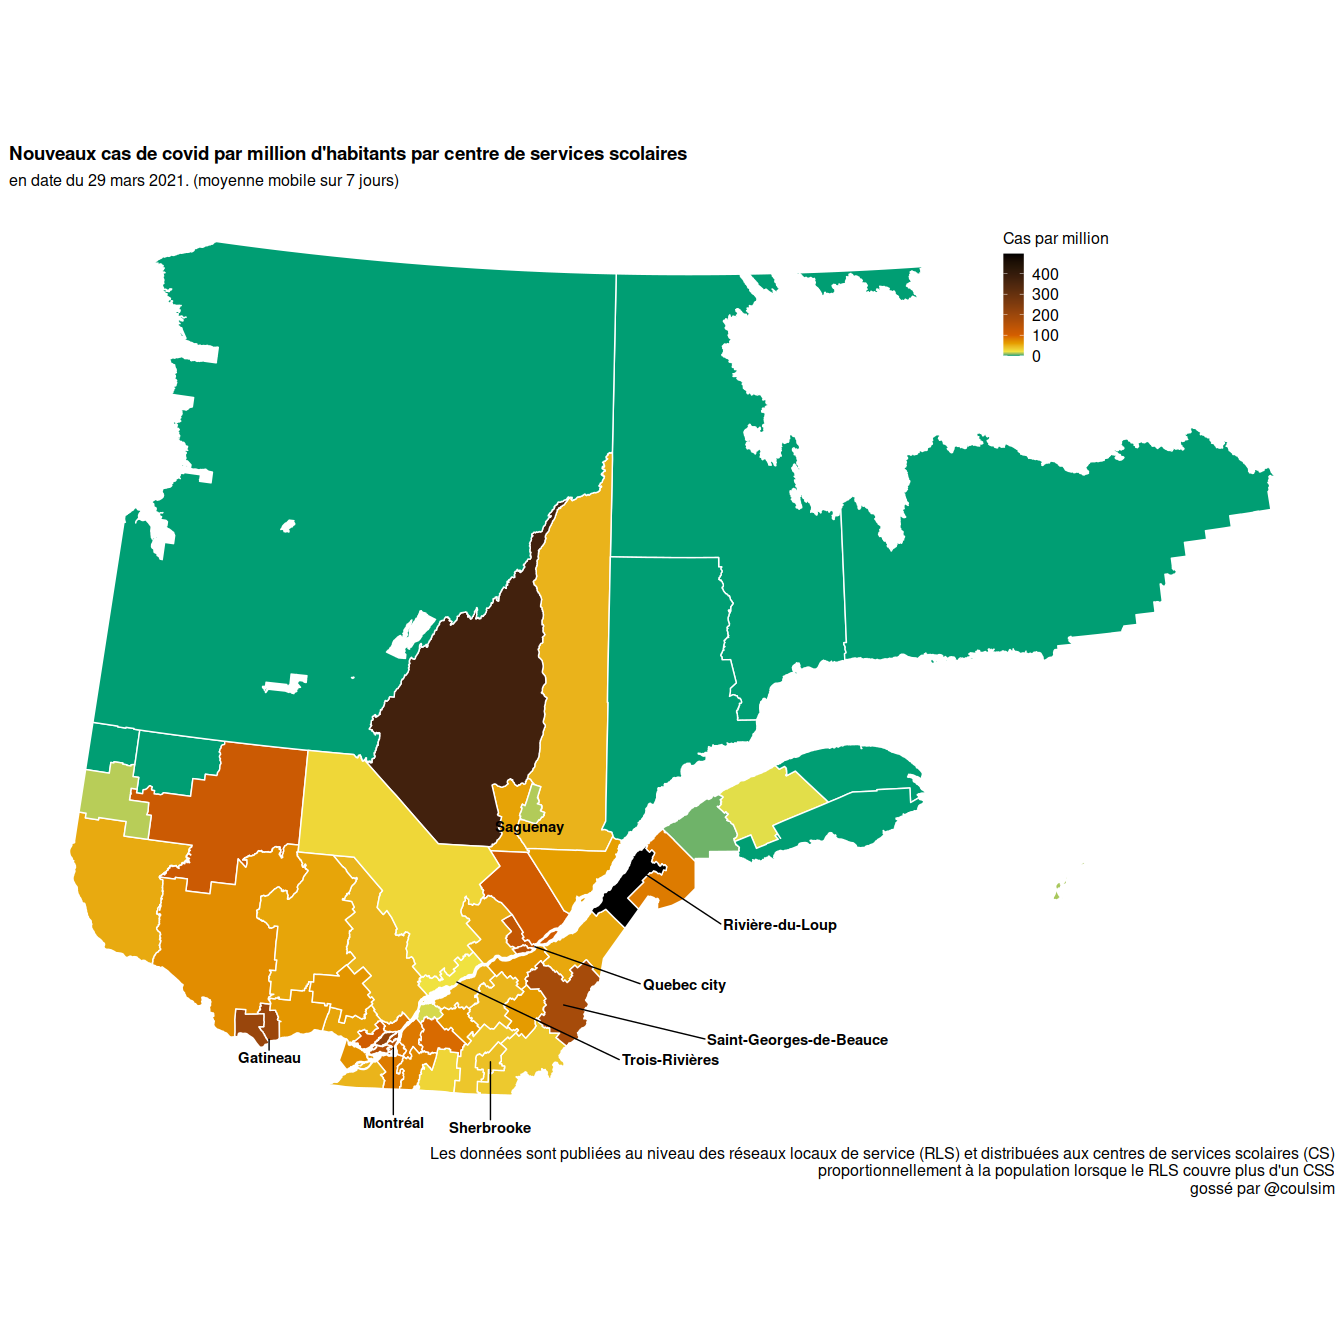 Nouveaux cas de covid par million d'habitants par centre de services scolaires
en date du 29 mars 2021. (moyenne mobile sur 7 jours)
Cas par million
400
300
200
100
0
Saguenay
Rivière-du-Loup
Quebec city
Saint-Georges-de-Beauce
Trois-Rivières
Gatineau
Montréal
Sherbrooke
Les données sont publiées au niveau des réseaux locaux de service (RLS) et distribuées aux centres de services scolaires (CS)
proportionnellement à la population lorsque le RLS couvre plus d'un CSS
gossé par @coulsim